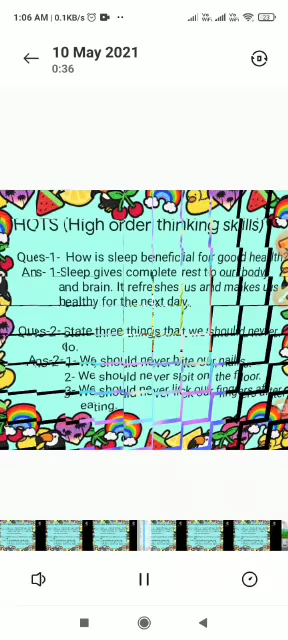 1:06 AM | 0.1KB/s
23
10 May 2021
0:36
HOTS (High order thinking skills)
Ques-1- How is sleep beneficial for good health?
Ans- 1-Sleep gives complete rest to our body
and brain. It refreshes us and makes us
healthy for the next day.
Ques-2-State three things that we should never
do.
Ans-2-1- We should never bite our nails.
2- We should never spit on the floor.
3- We should never lick our fingers after
eating.